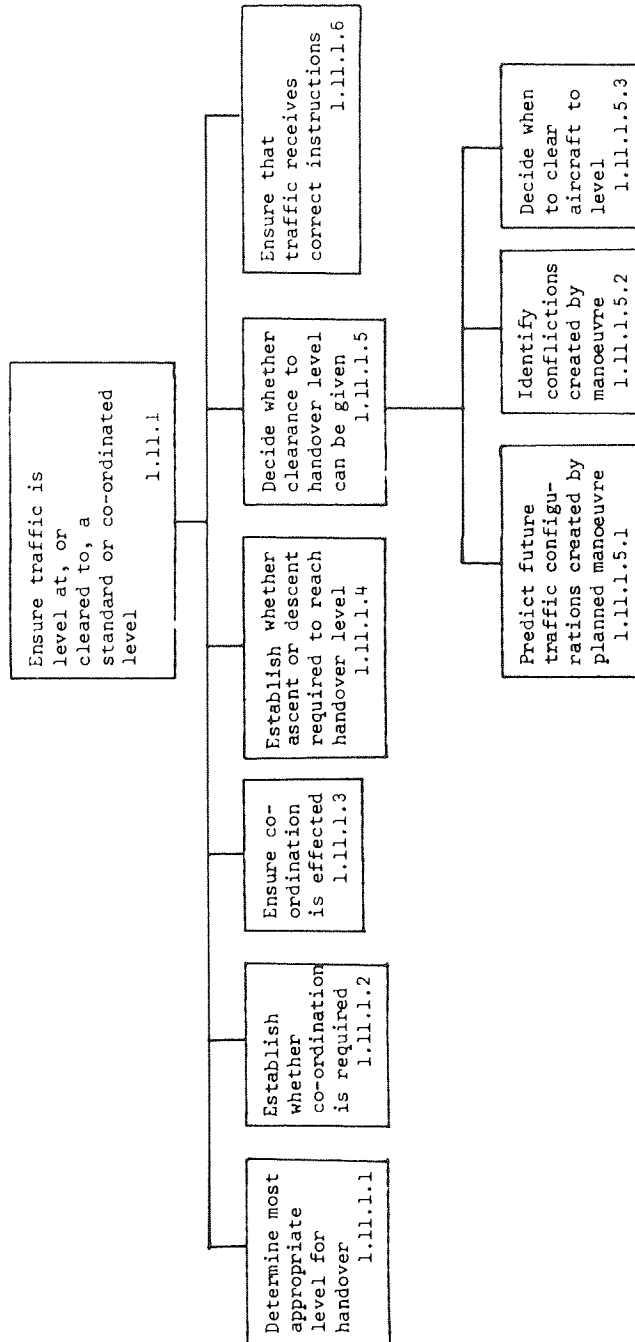 Ensure traffic is
level at, or
cleared to, a
standard or co-ordinated
level
1.11.1
Determine most
appropriate
level for
handover
1.11.1.1
Establish
whether
co-ordination
is required
1.11.1.2
Ensure co-
ordination
is effected
1.11.1.3
Establish whether
ascent or descent
required to reach
handover level
1.11.1.4
Decide whether
clearance to
handover level
can be given
1.11.1.5
Ensure that
traffic receives
correct instructions
1.11.1.6
Predict future
traffic configu-
rations created by
planned manoeuvre
1.11.1.5.1
Identify
conflictions
created by
manoeuvre
1.11.1.5.2
Decide when
to clear
aircraft to
level
1.11.1.5.3